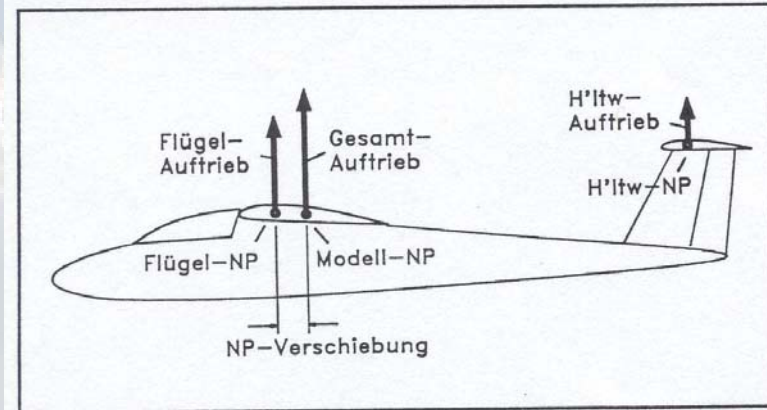 H'ltw-
Auftrieb
Flügel-
Auftrieb
Gesamt-
Auftrieb
H'ltw-NP
Flügel-NP
Modell-NP
NP-Verschiebung